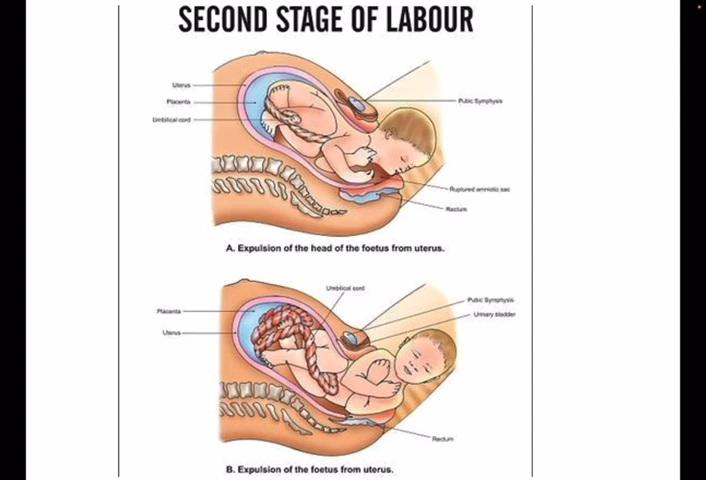 SECOND STAGE OF LABOUR
Uterus
Placenta
Umbilical cord
Pubic Symphysis
Ruptured amniotic sac
Rectum
A. Expulsion of the head of the foetus from uterus.
Umbilical cord
Placenta
Uterus
Pubic Symphysis
Urinary bladder
Rectum
B. Expulsion of the foetus from uterus.